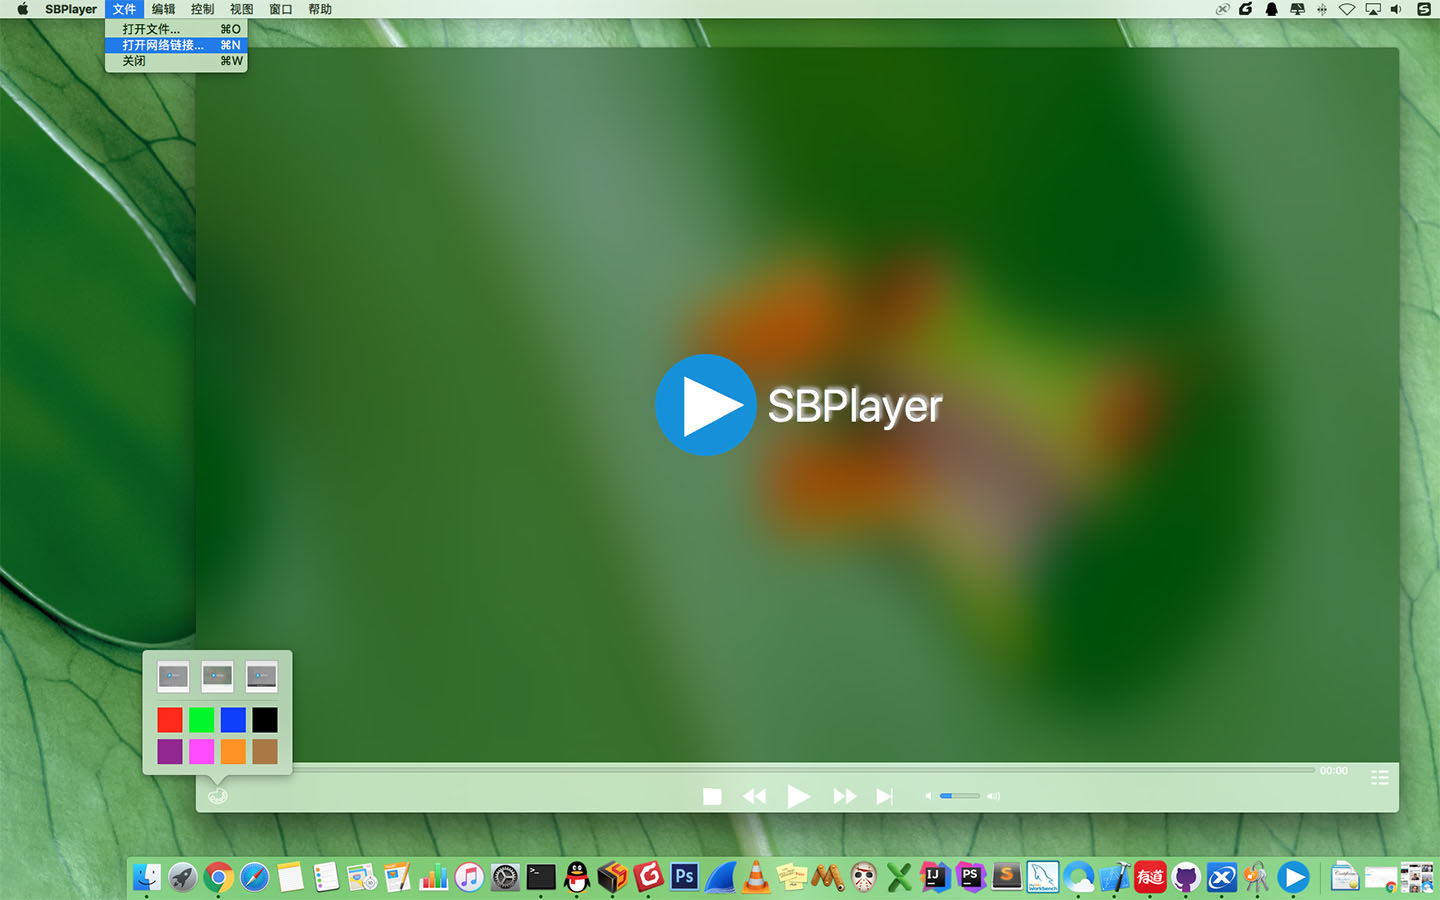 SBPlayer 文件 编辑 控制 视图 窗口 帮助
打开文件... ⌘O
打开网络链接... ⌘N
关闭 ⌘W
SBPlayer
00:00
Ps
IJ
PS
S
Workbench
有道